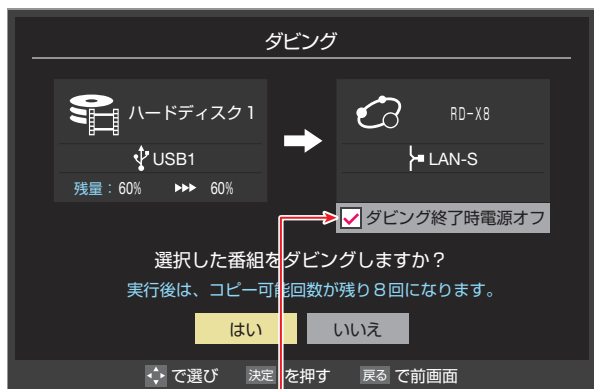 ダビング
ハードディスク1
RD-X8
USB1
LAN-S
残量：60% ▶▶▶ 60%
ダビング終了時電源オフ
選択した番組をダビングしますか？
実行後は、コピー可能回数が残り８回になります。
はい いいえ
で選び 決定 を押す 戻る で前画面